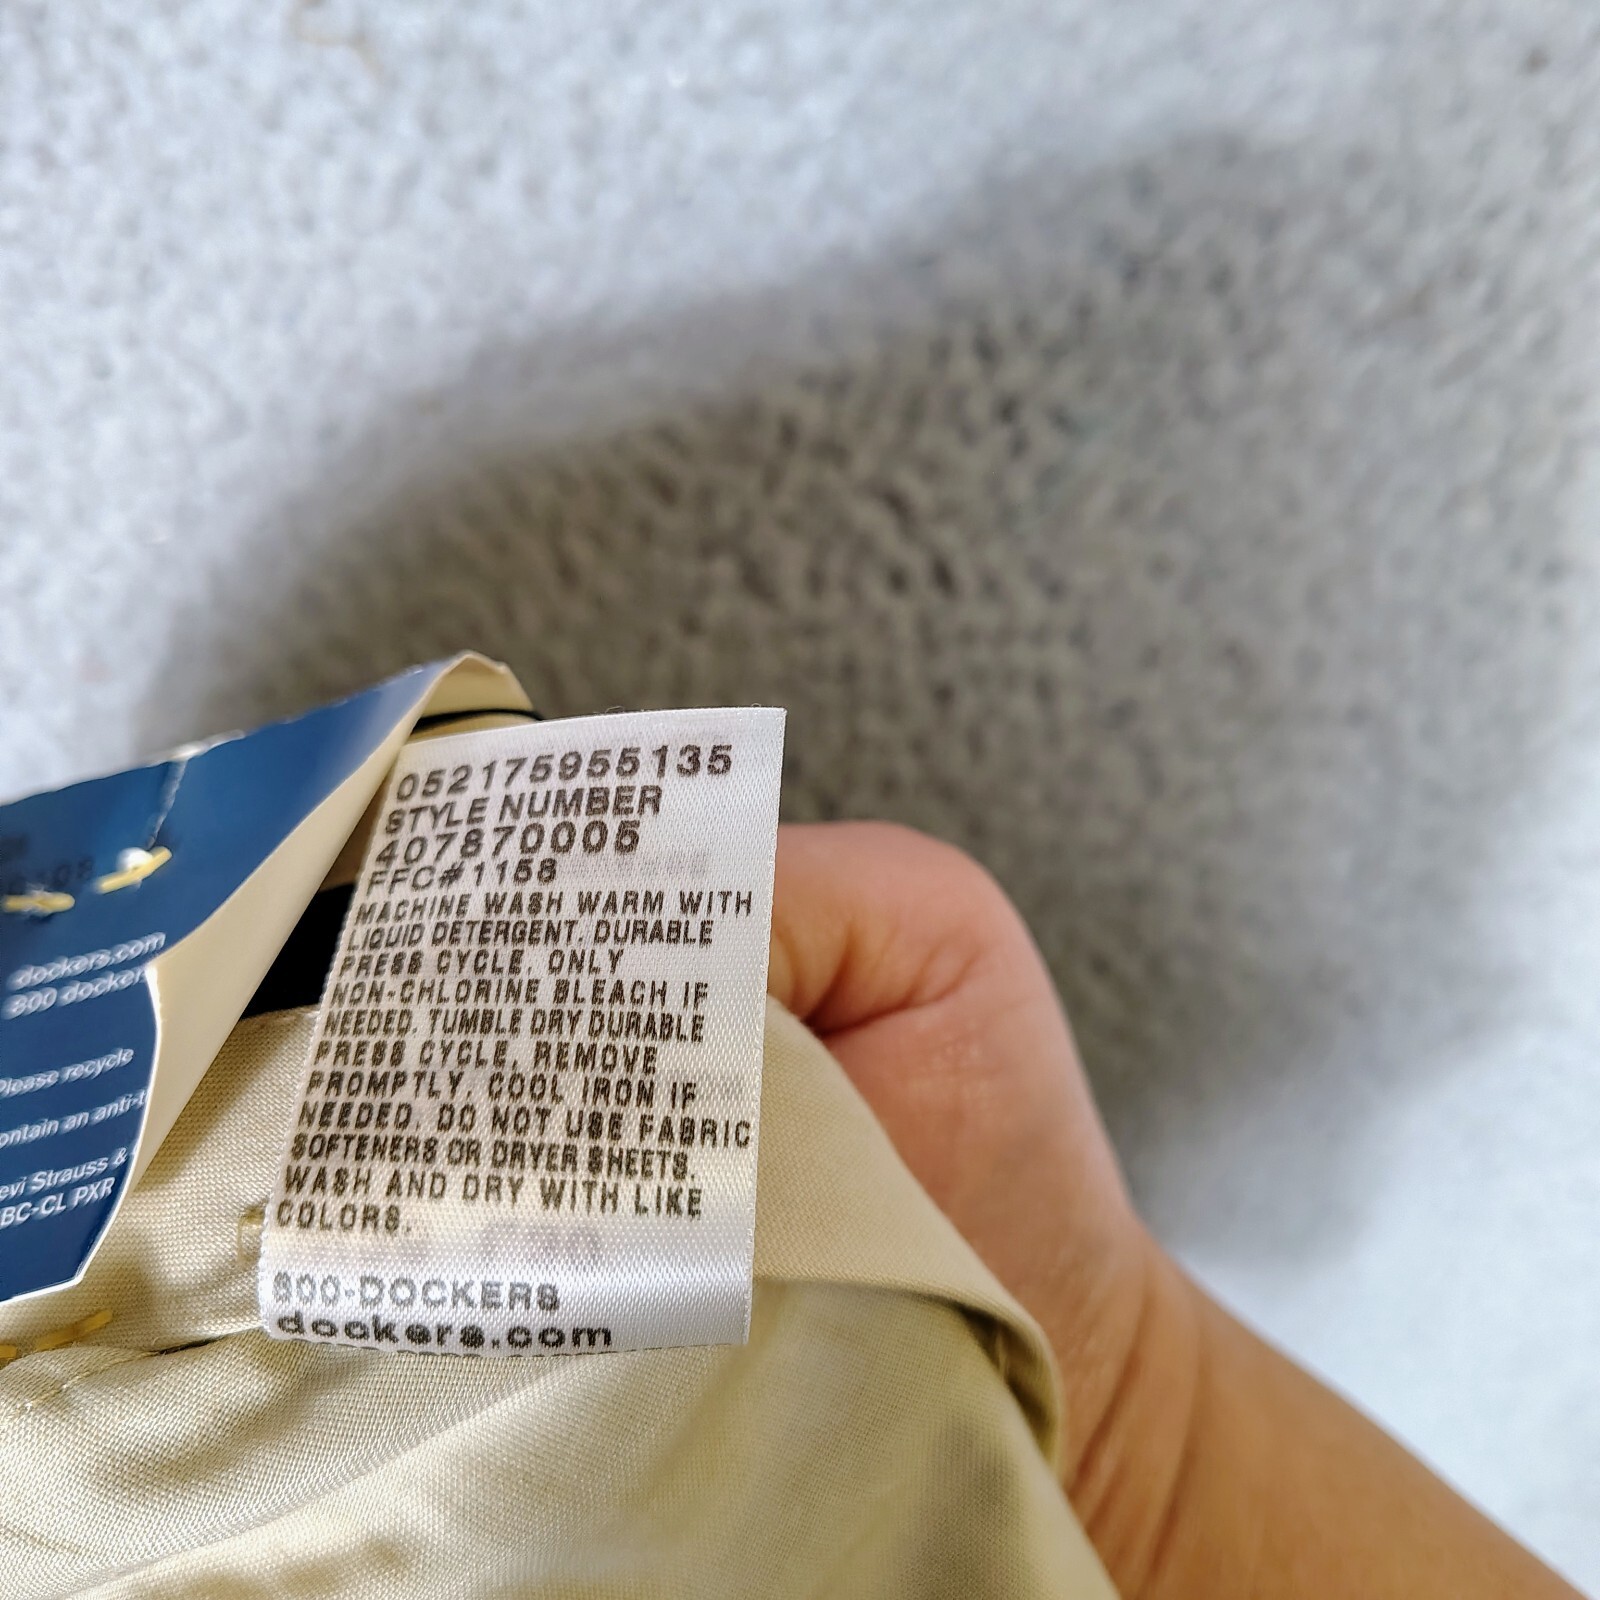 052175955135
STYLE NUMBER
407870005
FFC#1158
MACHINE WASH WARM WITH
LIQUID DETERGENT. DURABLE
PRESS CYCLE. ONLY
NON-CHLORINE BLEACH IF
NEEDED. TUMBLE DRY DURABLE
PRESS CYCLE. REMOVE
PROMPTLY. COOL IRON IF
NEEDED. DO NOT USE FABRIC
SOFTENERS OR DRYER SHEETS.
WASH AND DRY WITH LIKE
COLORS.
800-DOCKERS
dockers.com
dockers.com
800 docker
Please recycle
ontain an anti-t
evi Strauss &
BC-CL PXR